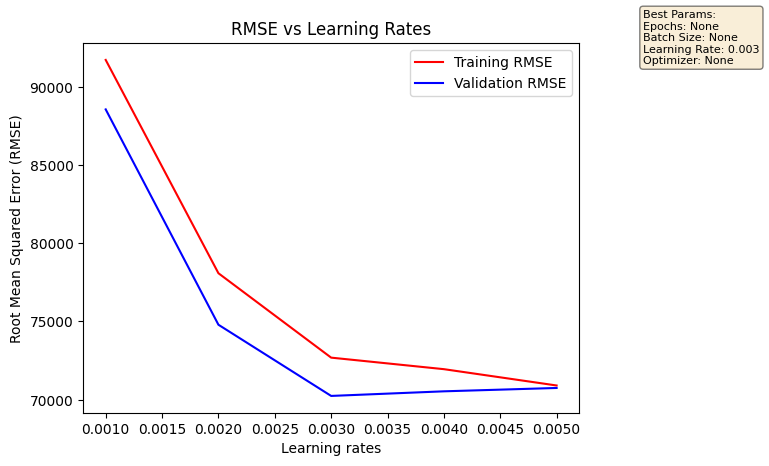 RMSE vs Learning Rates
Best Params:
Epochs: None
Batch Size: None
Learning Rate: 0.003
Optimizer: None
Training RMSE
Validation RMSE
Root Mean Squared Error (RMSE)
90000
85000
80000
75000
70000
0.0010 0.0015 0.0020 0.0025 0.0030 0.0035 0.0040 0.0045 0.0050
Learning rates